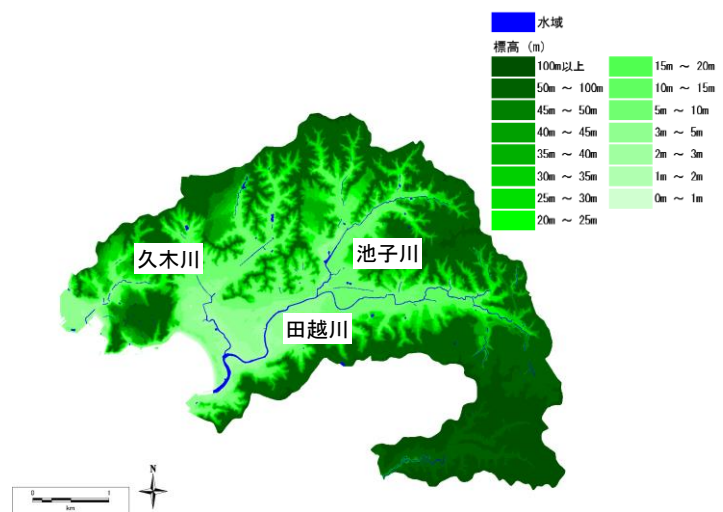 水域
標高 (m)
100m以上
50m ～ 100m
45m ～ 50m
40m ～ 45m
35m ～ 40m
30m ～ 35m
25m ～ 30m
20m ～ 25m
15m ～ 20m
10m ～ 15m
5m ～ 10m
3m ～ 5m
2m ～ 3m
1m ～ 2m
0m ～ 1m
久木川
池子川
田越川
N
0 1
km